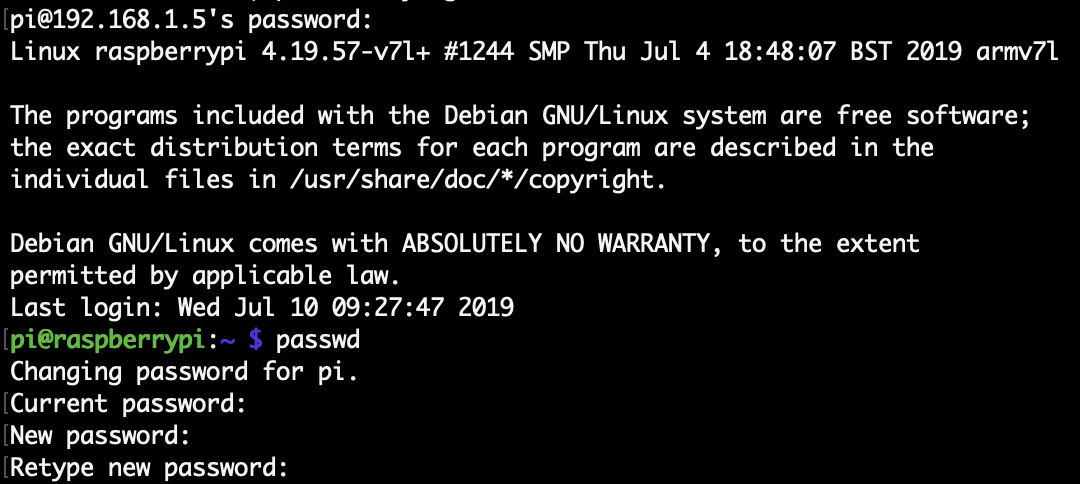 pi@192.168.1.5's password:
Linux raspberrypi 4.19.57-v7l+ #1244 SMP Thu Jul 4 18:48:07 BST 2019 armv7l
The programs included with the Debian GNU/Linux system are free software;
the exact distribution terms for each program are described in the
individual files in /usr/share/doc/*/copyright.
Debian GNU/Linux comes with ABSOLUTELY NO WARRANTY, to the extent
permitted by applicable law.
Last login: Wed Jul 10 09:27:47 2019
pi@raspberrypi:~ $ passwd
Changing password for pi.
Current password:
New password:
Retype new password: